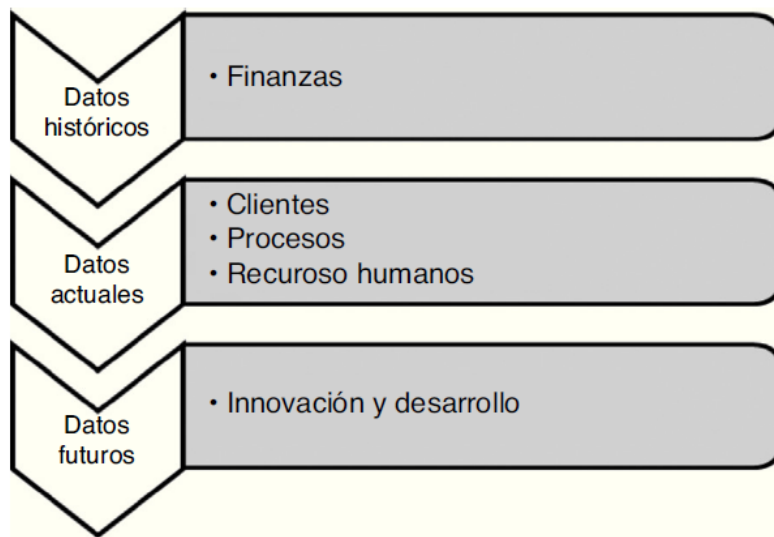 Datos
históricos
• Finanzas
Datos
actuales
• Clientes
• Procesos
• Recuroso humanos
Datos
futuros
• Innovación y desarrollo